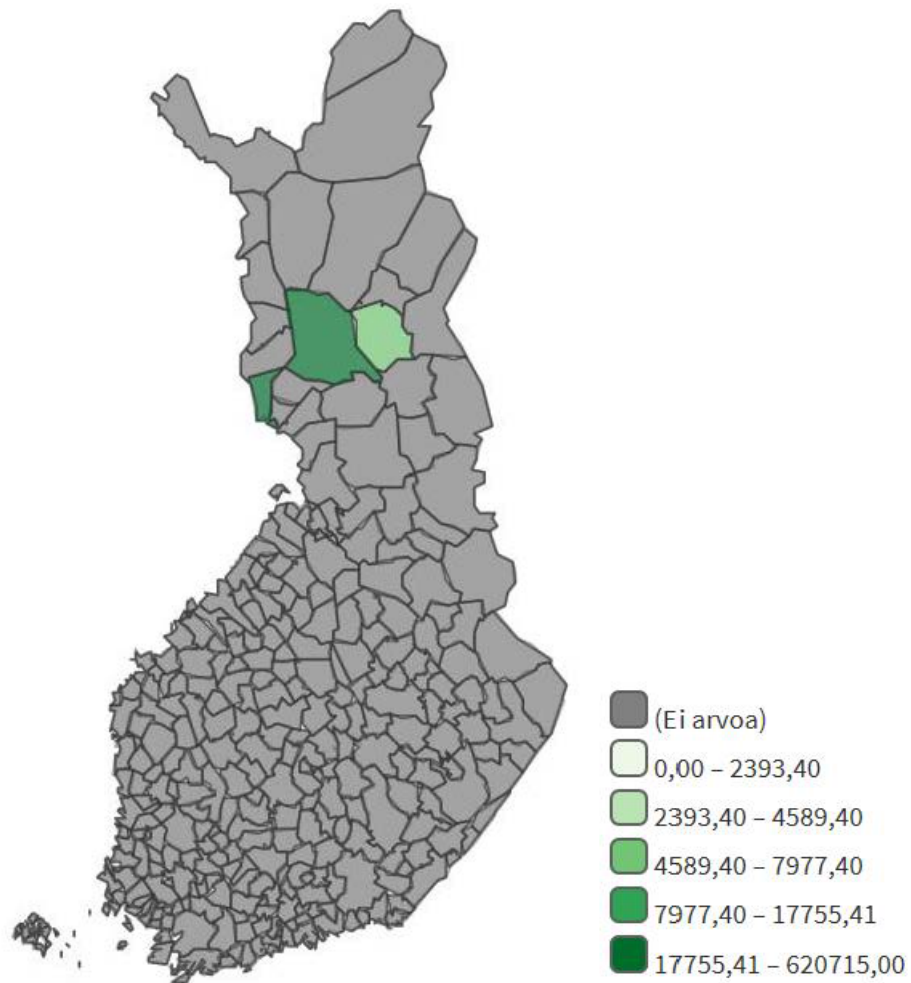 (Ei arvoa)
0,00 – 2393,40
2393,40 – 4589,40
4589,40 – 7977,40
7977,40 – 17755,41
17755,41 – 620715,00